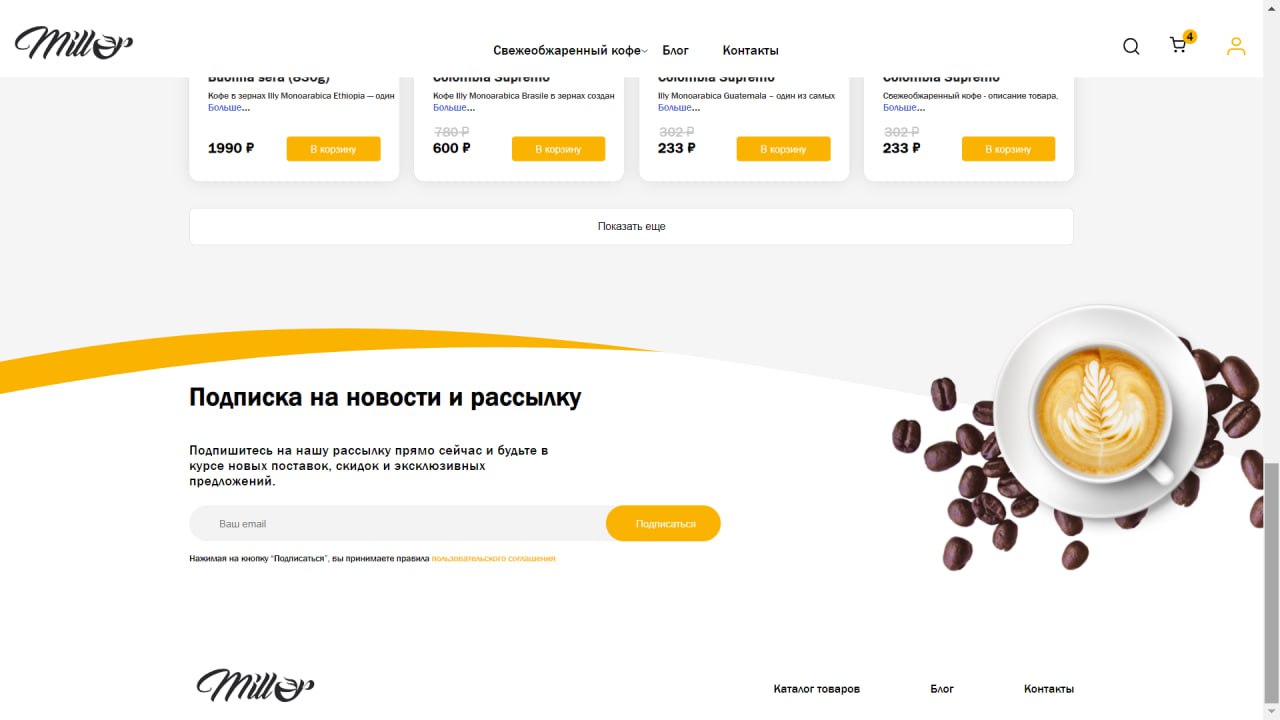 Miller
4
Свежеобжаренный кофе Блог Контакты
Buonna sera (850g)
Colombia Supremo
Colombia Supremo
Colombia Supremo
Кофе в зернах Illy Monoarabica Ethiopia — один
Больше...
Кофе Illy Monoarabica Brasile в зернах создан
Больше...
Illy Monoarabica Guatemala – один из самых
Больше...
Свежеобжаренный кофе - описание товара,
Больше...
1990 ₽ В корзину
780 ₽
600 ₽ В корзину
302 ₽
233 ₽ В корзину
302 ₽
233 ₽ В корзину
Показать еще
Подписка на новости и рассылку
Подпишитесь на нашу рассылку прямо сейчас и будьте в
курсе новых поставок, скидок и эксклюзивных
предложений.
Ваш email
Подписаться
Нажимая на кнопку "Подписаться", вы принимаете правила пользовательского соглашения
Miller
Каталог товаров Блог Контакты